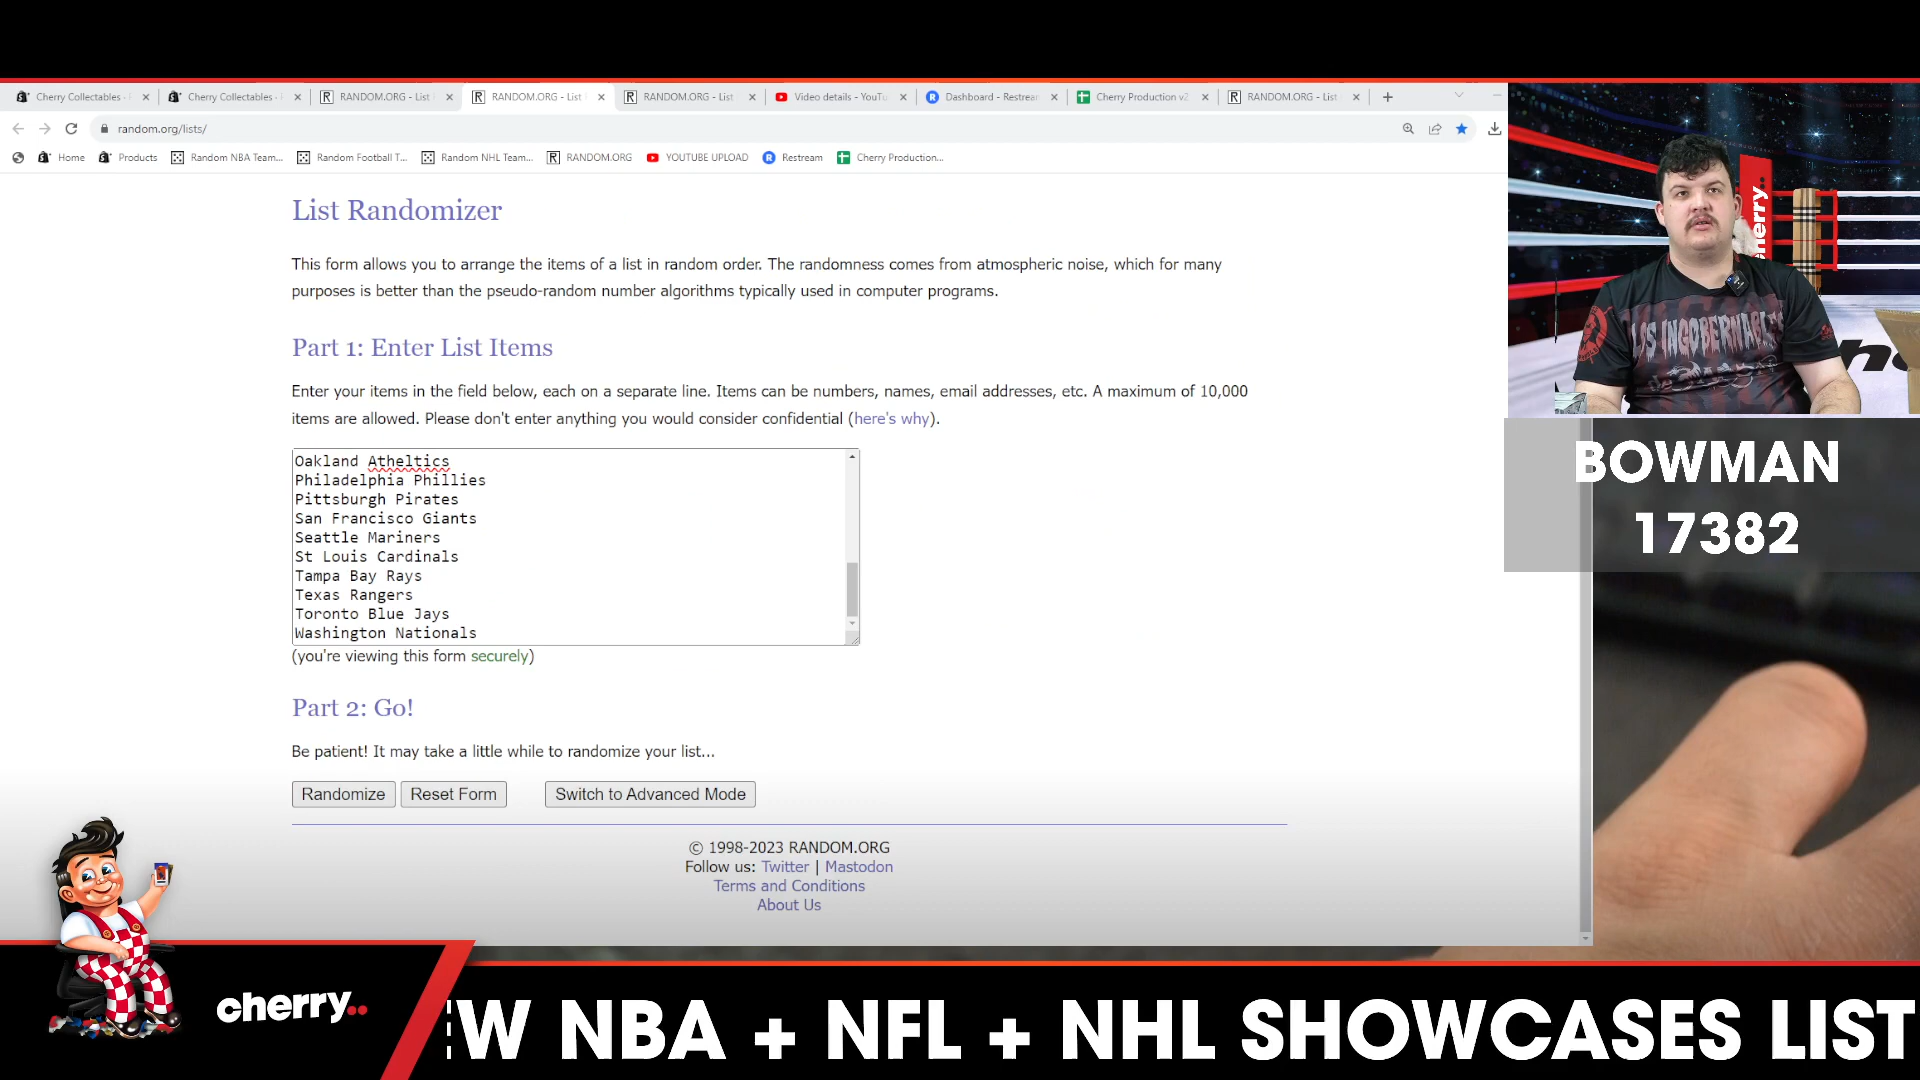 Cherry Collectables -
Cherry Collectables -
RANDOM.ORG - List
RANDOM.ORG - List
RANDOM.ORG - List
Video details - YouTu
Dashboard - Restrea
Cherry Production v2
RANDOM.ORG - List
random.org/lists/
Home
Products
Random NBA Team...
Random Football T...
Random NHL Team...
RANDOM.ORG
YOUTUBE UPLOAD
Restream
Cherry Production...
List Randomizer
This form allows you to arrange the items of a list in random order. The randomness comes from atmospheric noise, which for many
purposes is better than the pseudo-random number algorithms typically used in computer programs.
Part 1: Enter List Items
Enter your items in the field below, each on a separate line. Items can be numbers, names, email addresses, etc. A maximum of 10,000
items are allowed. Please don't enter anything you would consider confidential (here's why).
Oakland Atheltics
Philadelphia Phillies
Pittsburgh Pirates
San Francisco Giants
Seattle Mariners
St Louis Cardinals
Tampa Bay Rays
Texas Rangers
Toronto Blue Jays
Washington Nationals
(you're viewing this form securely)
Part 2: Go!
Be patient! It may take a little while to randomize your list...
Randomize
Reset Form
Switch to Advanced Mode
© 1998-2023 RANDOM.ORG
Follow us: Twitter | Mastodon
Terms and Conditions
About Us
cherry..
LOS INGOBERNABLES
BOWMAN
17382
cherry..
EW NBA + NFL + NHL SHOWCASES LIST